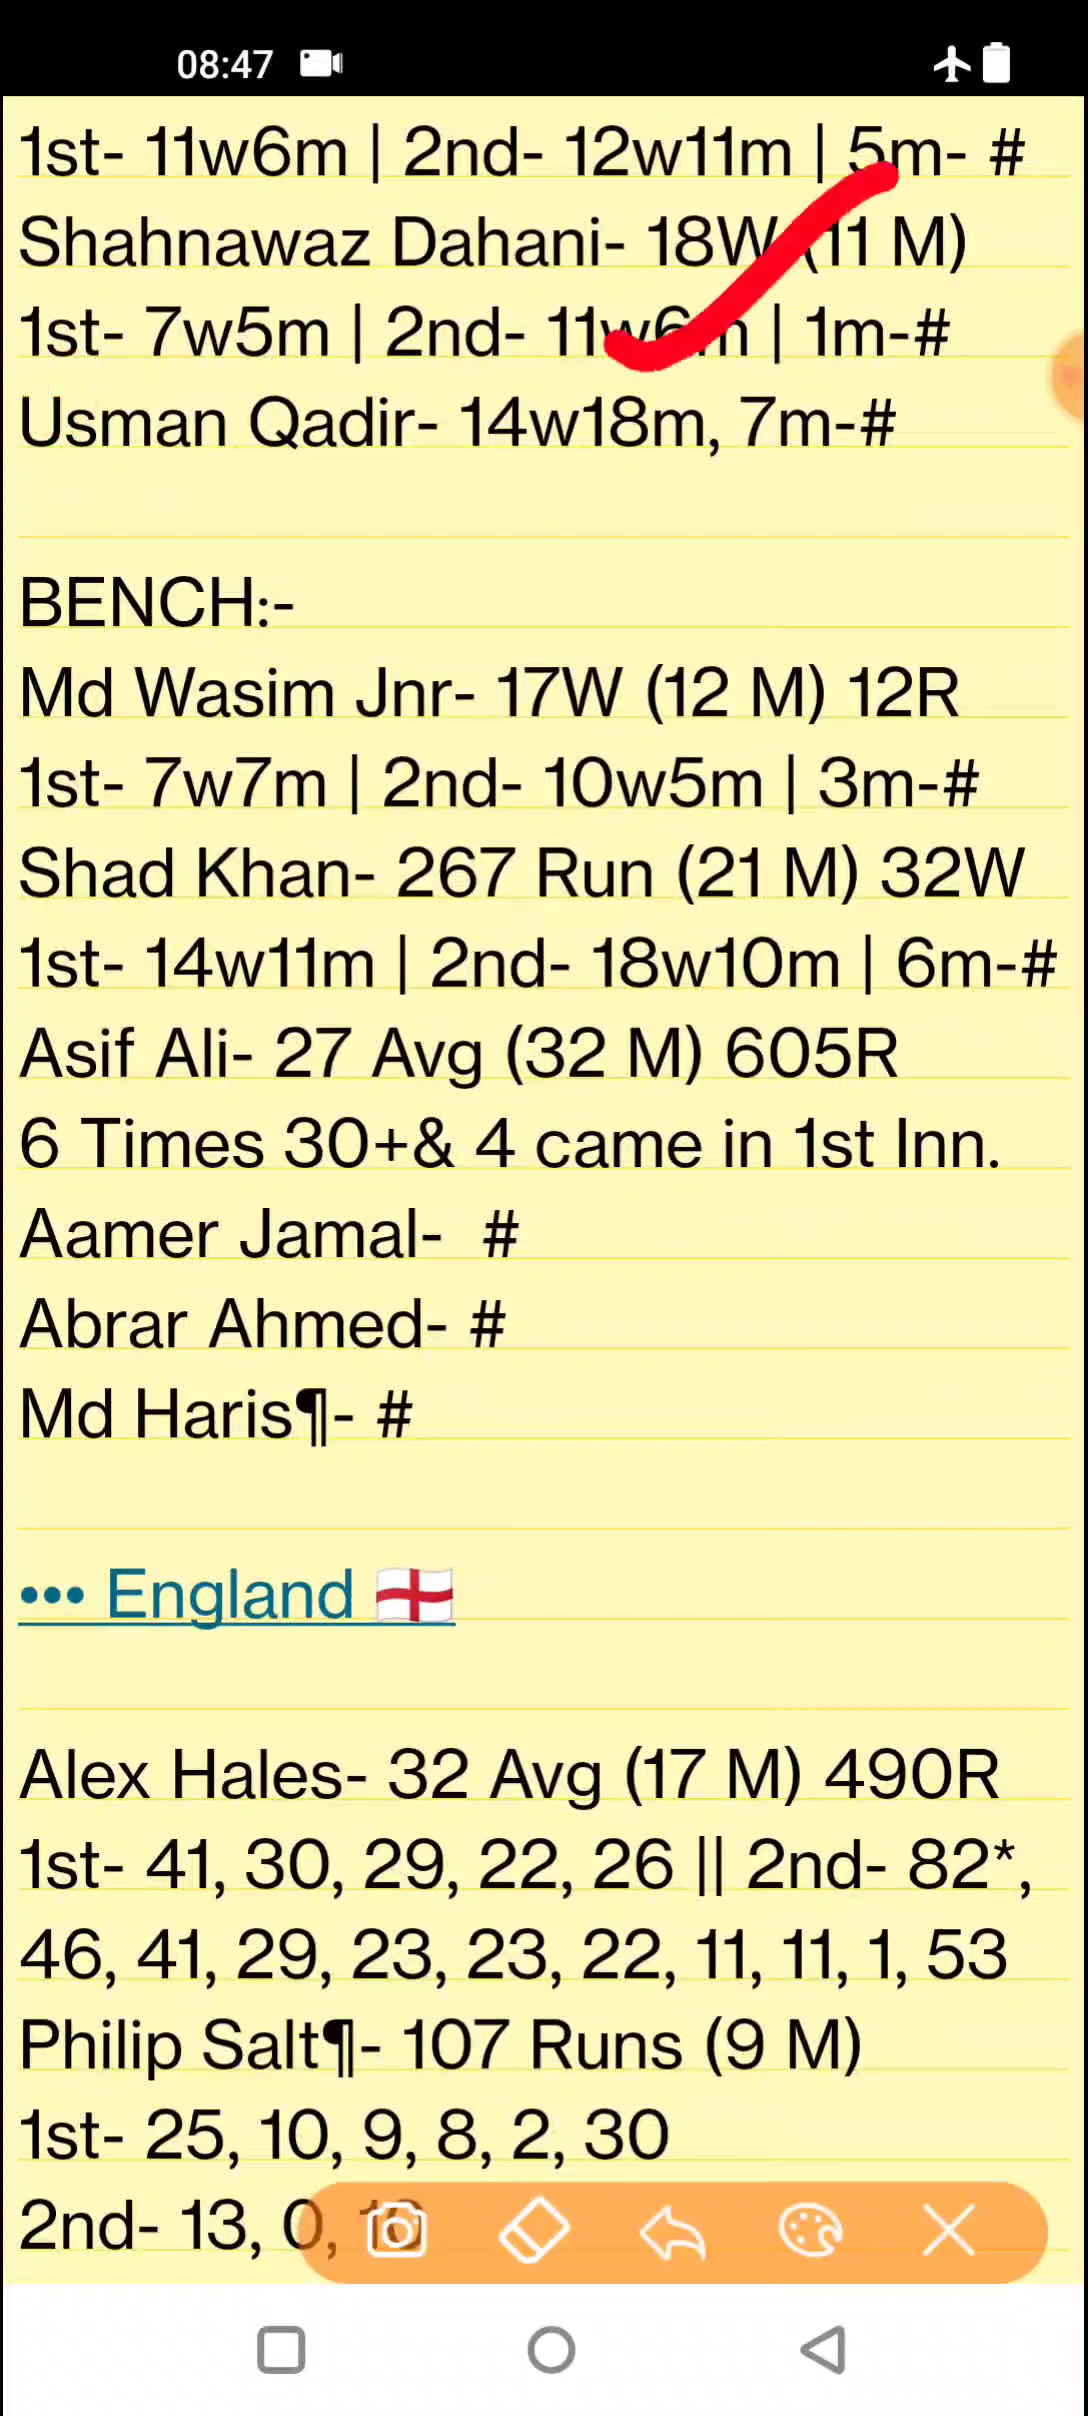 08:47
1st- 11w6m | 2nd- 12w11m | 5m- #
Shahnawaz Dahani- 18W (11 M)
1st- 7w5m | 2nd- 11w6m | 1m-#
Usman Qadir- 14w18m, 7m-#
BENCH:-
Md Wasim Jnr- 17W (12 M) 12R
1st- 7w7m | 2nd- 10w5m | 3m-#
Shad Khan- 267 Run (21 M) 32W
1st- 14w11m | 2nd- 18w10m | 6m-#
Asif Ali- 27 Avg (32 M) 605R
6 Times 30+& 4 came in 1st Inn.
Aamer Jamal-  #
Abrar Ahmed- #
Md Haris¶- #
••• England 🏴󠁧󠁢󠁥󠁮󠁧󠁿
Alex Hales- 32 Avg (17 M) 490R
1st- 41, 30, 29, 22, 26 || 2nd- 82*,
46, 41, 29, 23, 23, 22, 11, 11, 1, 53
Philip Salt¶- 107 Runs (9 M)
1st- 25, 10, 9, 8, 2, 30
2nd- 13, 0,